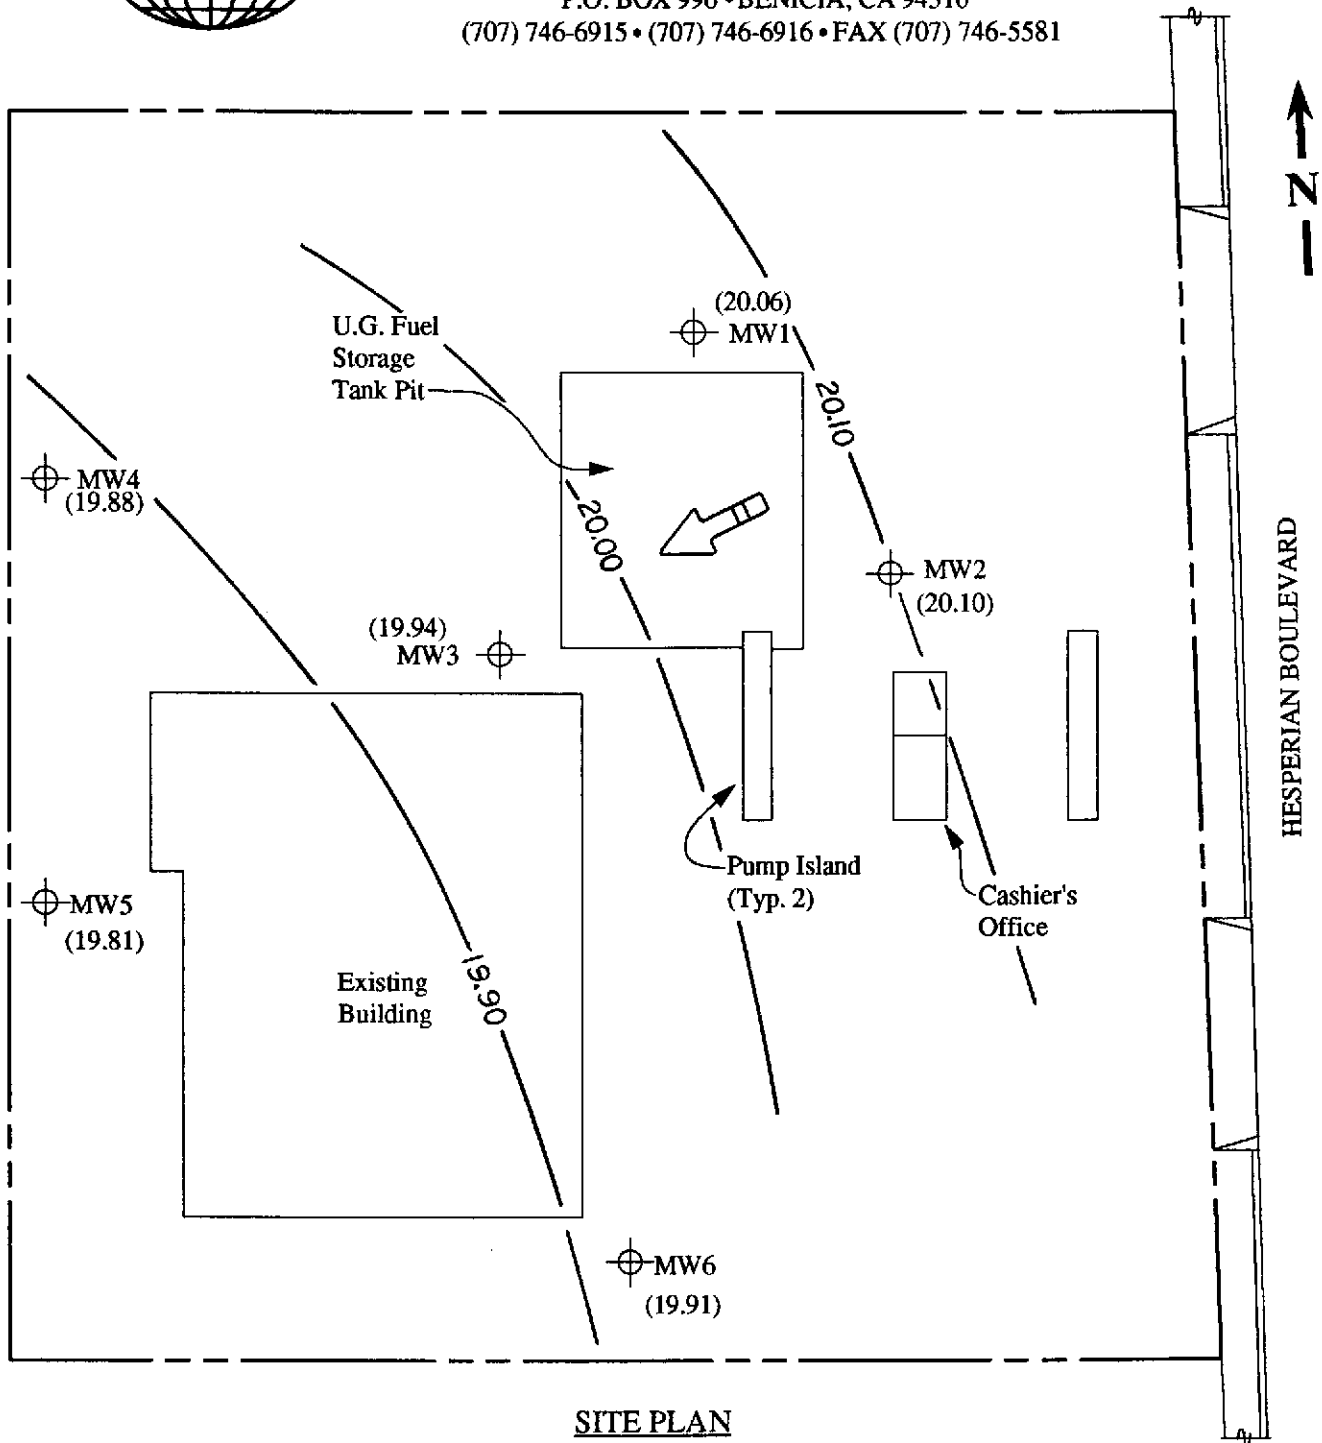 P.O. BOX 996 • BENICIA, CA 94510
(707) 746-6915 • (707) 746-6916 • FAX (707) 746-5581
N
(20.06)
MW1
U.G. Fuel
Storage
Tank Pit
20.10
MW4
(19.88)
20.00
MW2
(20.10)
(19.94)
MW3
HESPERIAN BOULEVARD
Pump Island
(Typ. 2)
Cashier's
Office
MW5
(19.81)
Existing
Building
19.90
MW6
(19.91)
SITE PLAN